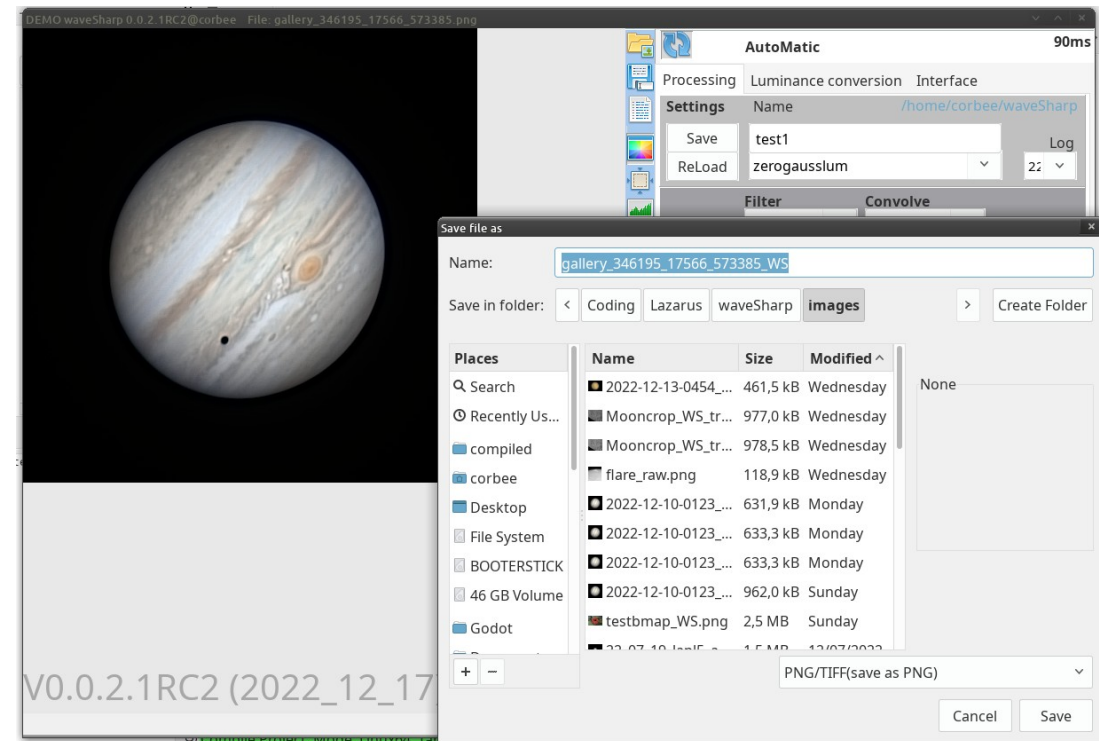 DEMO waveSharp 0.0.2.1RC2@corbee File: gallery_346195_17566_573385.png
AutoMatic 90ms
Processing Luminance conversion Interface
Settings Name /home/corbee/waveSharp
Save test1 Log
ReLoad zerogausslum 22
Filter Convolve
Save file as
Name: gallery_346195_17566_573385_WS
Save in folder: < Coding Lazarus waveSharp images > Create Folder
Places Name Size Modified
Search 2022-12-13-0454_... 461,5 kB Wednesday None
Recently Us... Mooncrop_WS_tr... 977,0 kB Wednesday
compiled Mooncrop_WS_tr... 978,5 kB Wednesday
corbee flare_raw.png 118,9 kB Wednesday
Desktop 2022-12-10-0123_... 631,9 kB Monday
File System 2022-12-10-0123_... 633,3 kB Monday
BOOTERSTICK 2022-12-10-0123_... 633,3 kB Monday
46 GB Volume 2022-12-10-0123_... 962,0 kB Sunday
Godot testbmap_WS.png 2,5 MB Sunday
+ − PNG/TIFF(save as PNG)
V0.0.2.1RC2 (2022_12_17)
Cancel Save